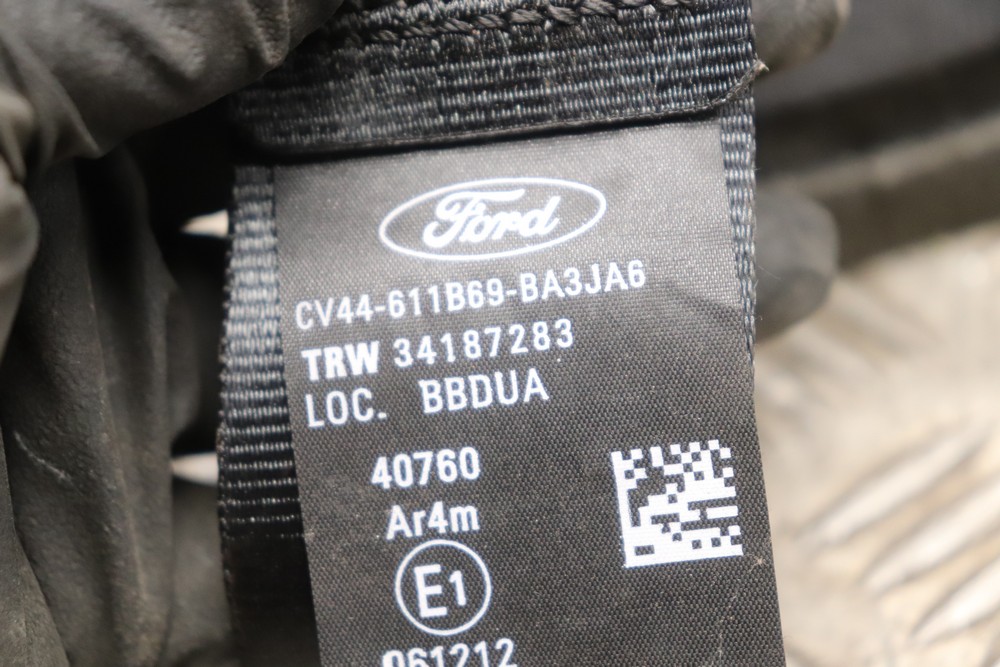 Ford
CV44-611B69-BA3JA6
TRW 34187283
LOC. BBDUA
40760
Ar4m
E1
061212